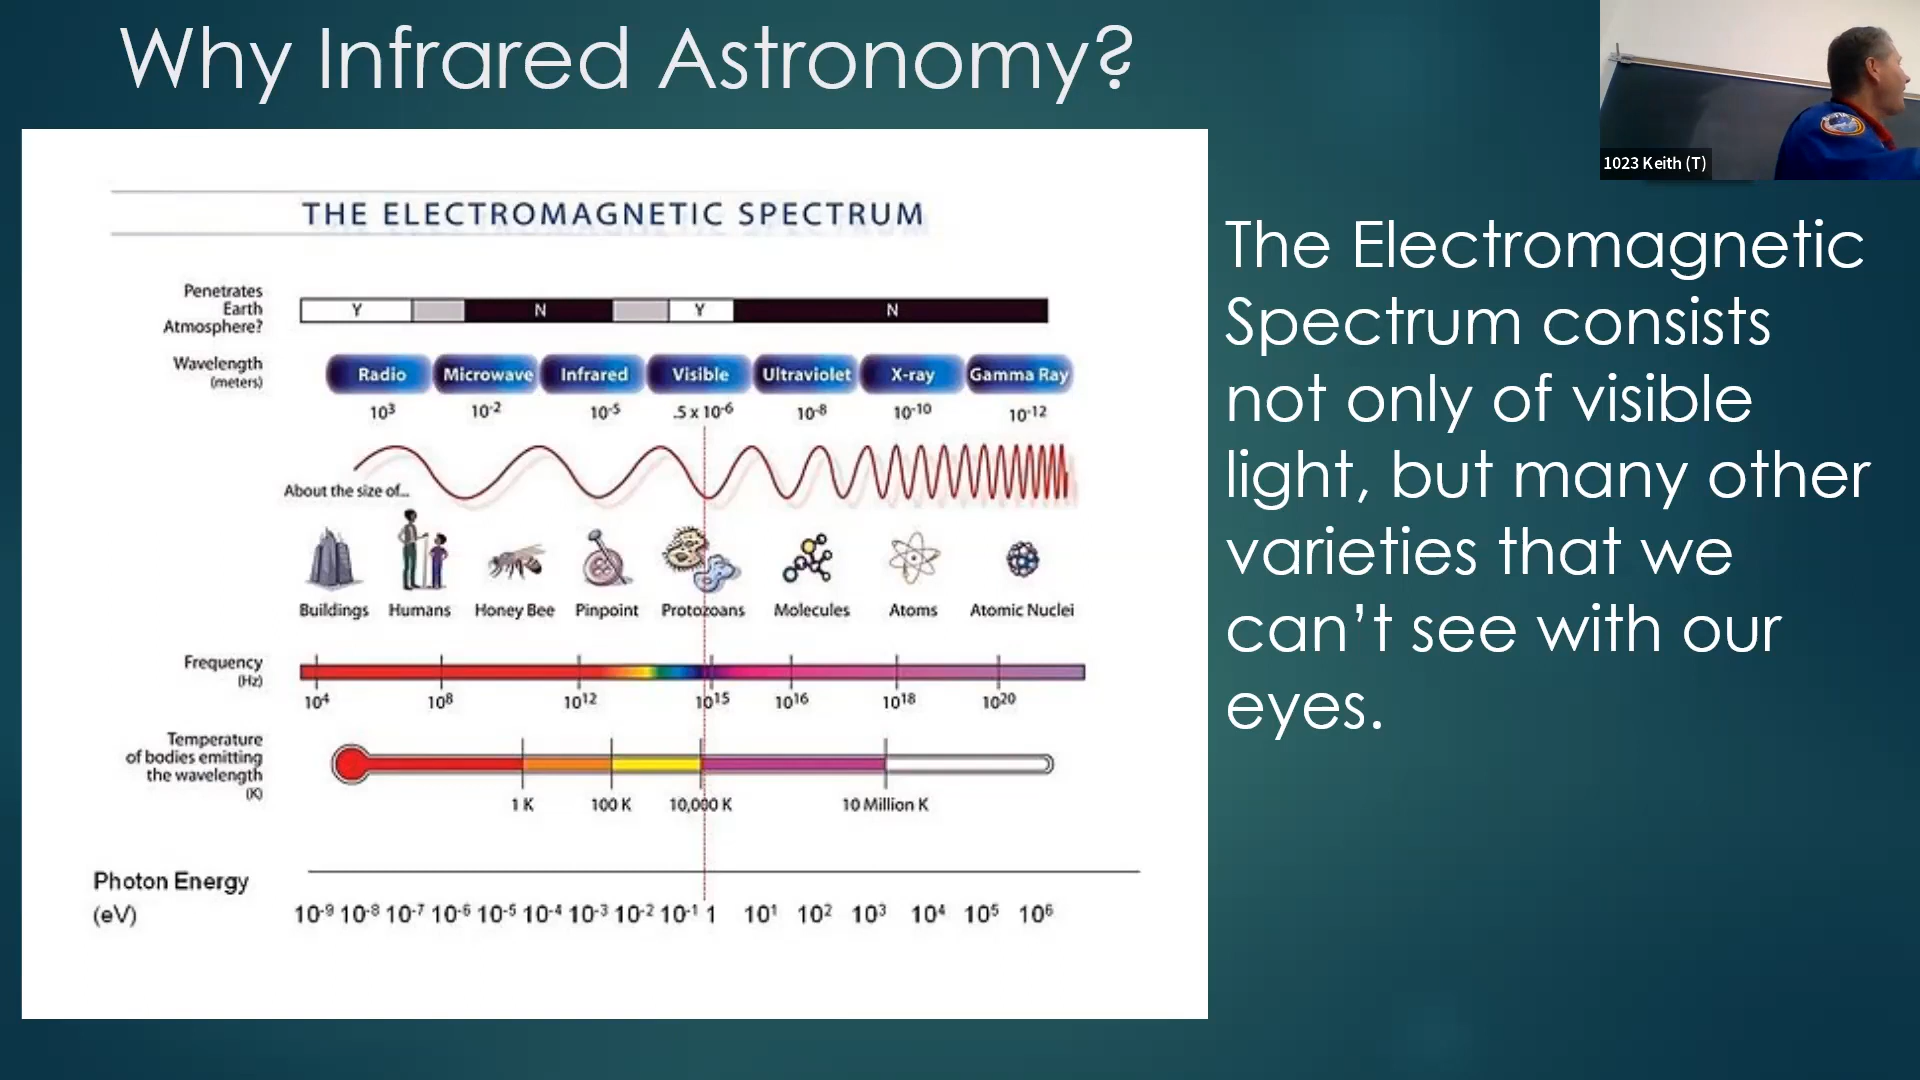 Why Infrared Astronomy?
1023 Keith (T)
THE ELECTROMAGNETIC SPECTRUM
Penetrates
Earth
Atmosphere?
Y N Y N
Wavelength
(meters)
Radio Microwave Infrared Visible Ultraviolet X-ray Gamma Ray
10³ 10⁻² 10⁻⁵ .5 x 10⁻⁶ 10⁻⁸ 10⁻¹⁰ 10⁻¹²
About the size of...
Buildings Humans Honey Bee Pinpoint Protozoans Molecules Atoms Atomic Nuclei
Frequency
(Hz)
10⁴ 10⁸ 10¹² 10¹⁵ 10¹⁶ 10¹⁸ 10²⁰
Temperature
of bodies emitting
the wavelength
(K)
1 K 100 K 10,000 K 10 Million K
Photon Energy
(eV)
10⁻⁹ 10⁻⁸ 10⁻⁷ 10⁻⁶ 10⁻⁵ 10⁻⁴ 10⁻³ 10⁻² 10⁻¹ 1 10¹ 10² 10³ 10⁴ 10⁵ 10⁶
The Electromagnetic
Spectrum consists
not only of visible
light, but many other
varieties that we
can’t see with our
eyes.